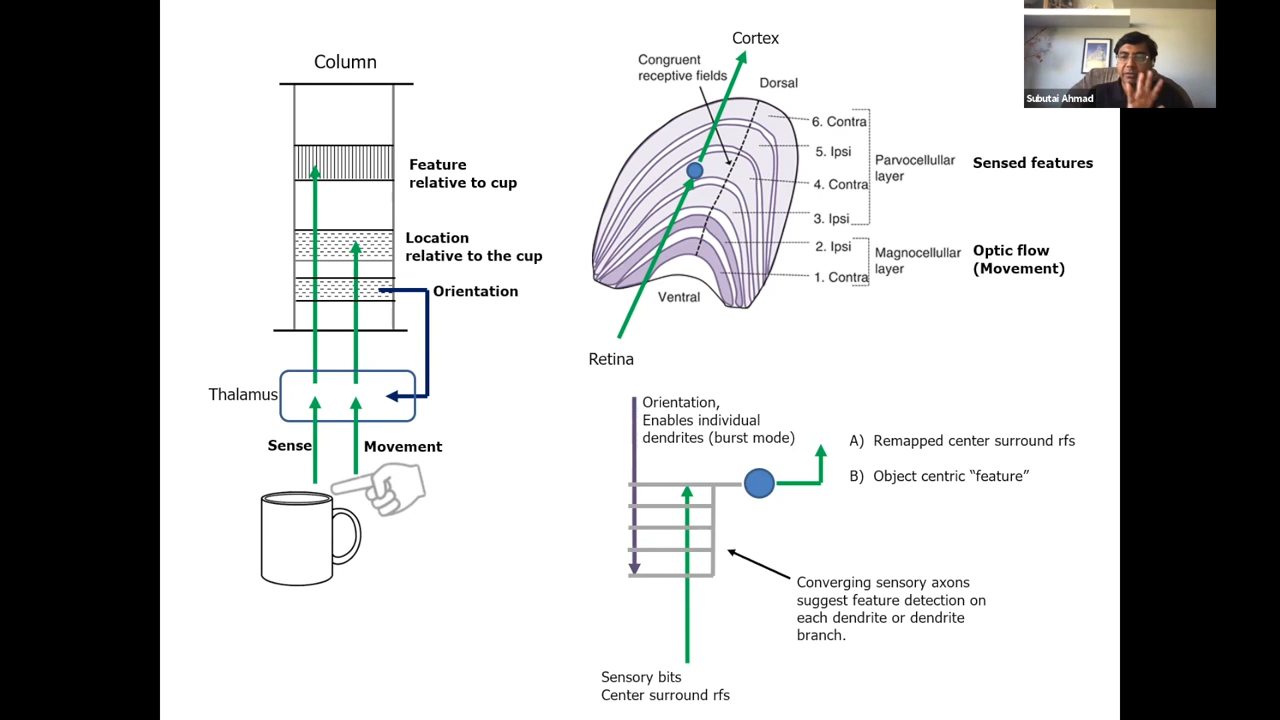 Column
Feature
relative to cup
Location
relative to the cup
Orientation
Thalamus
Sense
Movement
Cortex
Congruent
receptive fields
Dorsal
6. Contra
5. Ipsi
4. Contra
3. Ipsi
2. Ipsi
1. Contra
Parvocellular
layer
Magnocellular
layer
Sensed features
Optic flow
(Movement)
Ventral
Retina
Orientation,
Enables individual
dendrites (burst mode)
A) Remapped center surround rfs
B) Object centric “feature”
Converging sensory axons
suggest feature detection on
each dendrite or dendrite
branch.
Sensory bits
Center surround rfs
Subutai Ahmad